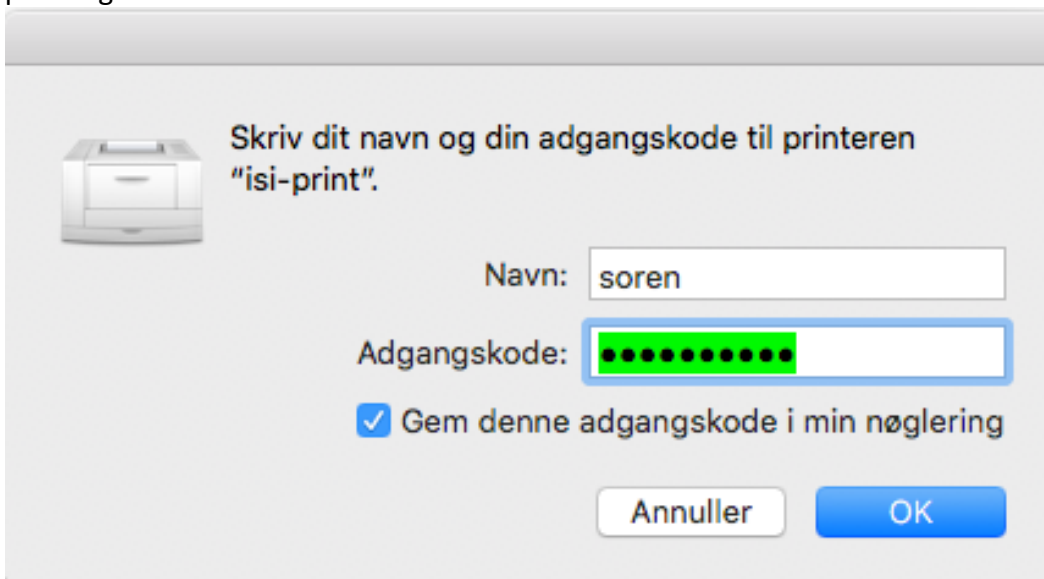 Skriv dit navn og din adgangskode til printeren
“isi-print”.
Navn: soren
Adgangskode: ••••••••••
Gem denne adgangskode i min nøglering
Annuller OK